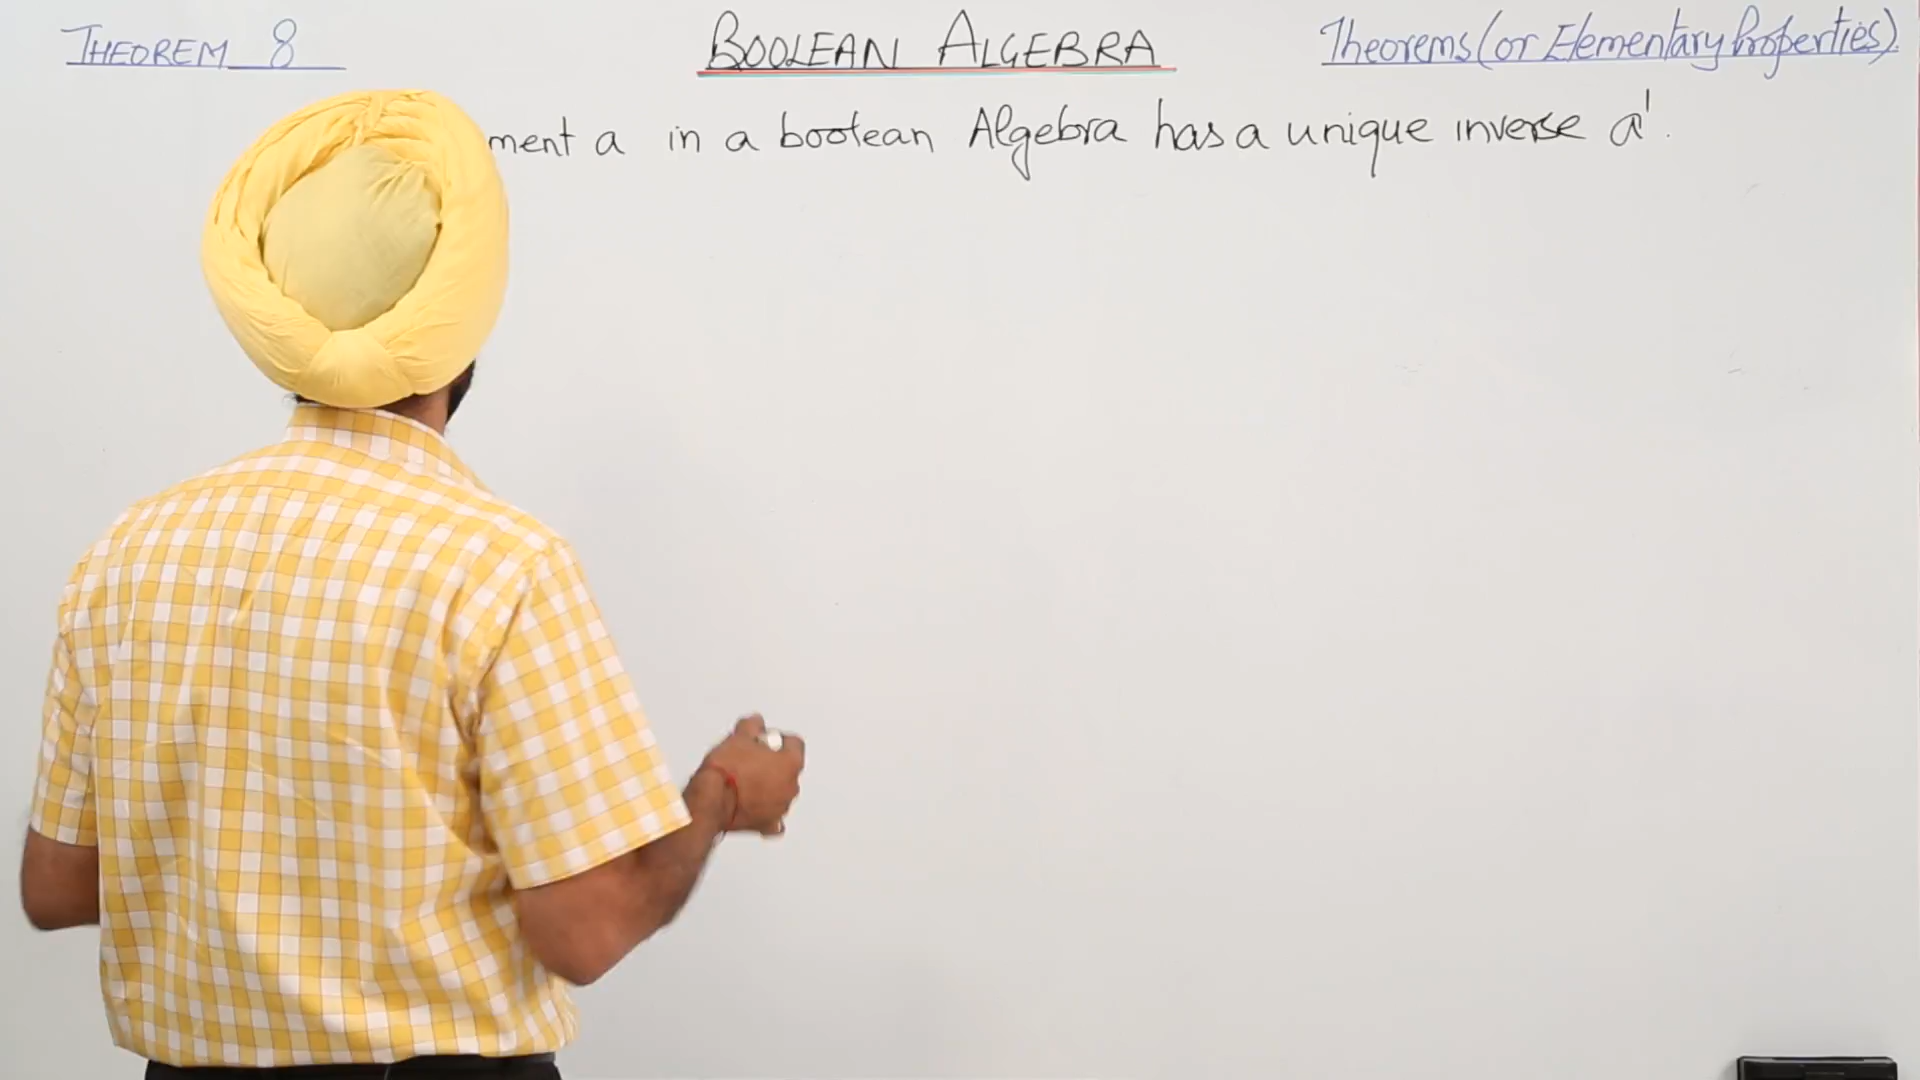 THEOREM 8
BOOLEAN ALGEBRA
Theorems (or Elementary Properties).
ment a in a boolean Algebra has a unique inverse a'.